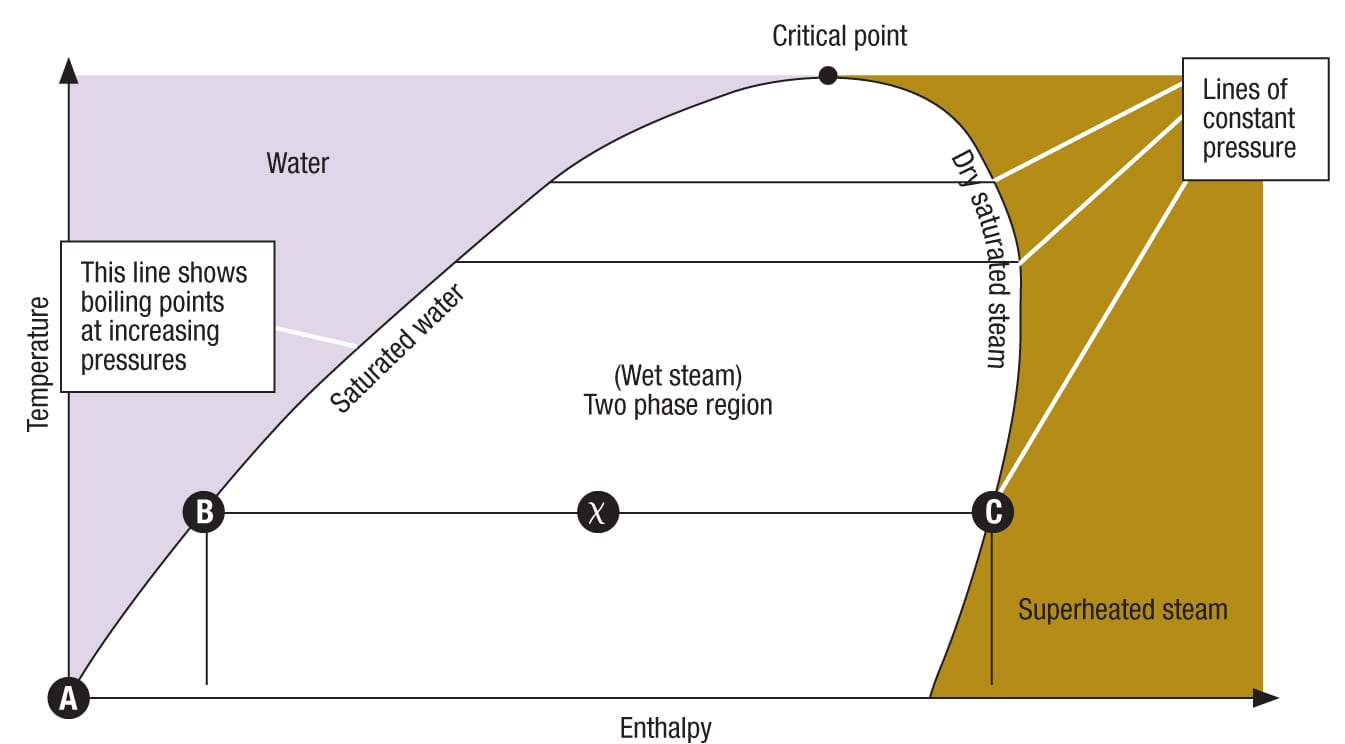 Critical point
Lines of
constant
pressure
Water
Dry saturated steam
This line shows
boiling points
at increasing
pressures
Temperature
Saturated water
(Wet steam)
Two phase region
B
χ
C
Superheated steam
A
Enthalpy